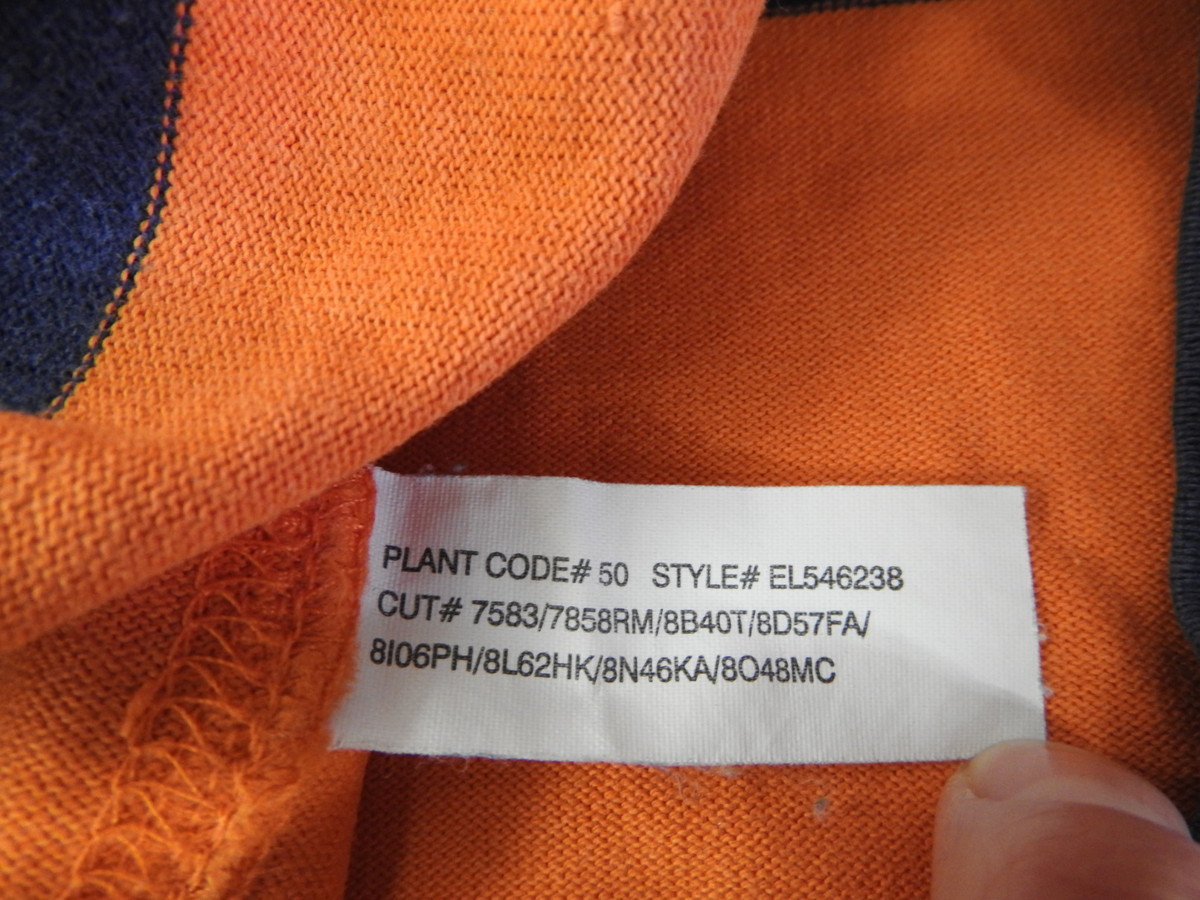 PLANT CODE# 50 STYLE# EL546238
CUT# 7583/7858RM/8B40T/8D57FA/
8I06PH/8L62HK/8N46KA/8O48MC